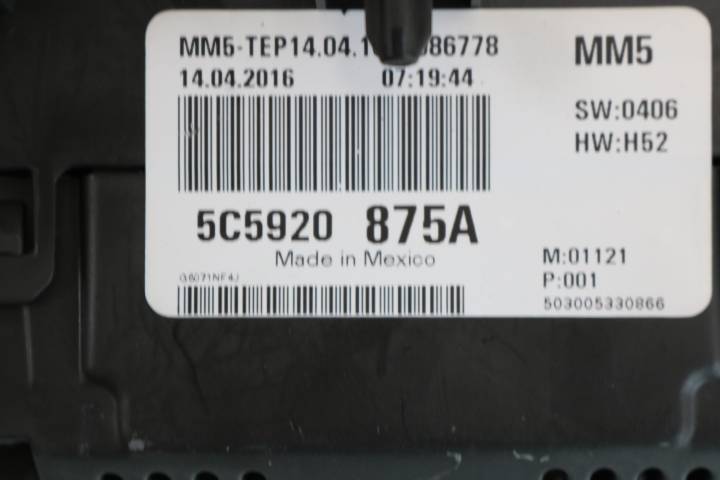 MM5-TEP14.04.1 086778
14.04.2016 07:19:44
MM5
SW:0406
HW:H52
5C5920 875A
Made in Mexico
M:01121
P:001
503005330866